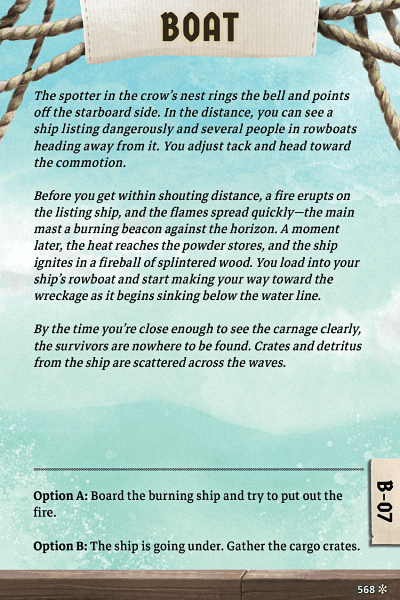 BOAT
The spotter in the crow's nest rings the bell and points
off the starboard side. In the distance, you can see a
ship listing dangerously and several people in rowboats
heading away from it. You adjust tack and head toward
the commotion.
Before you get within shouting distance, a fire erupts on
the listing ship, and the flames spread quickly—the main
mast a burning beacon against the horizon. A moment
later, the heat reaches the powder stores, and the ship
ignites in a fireball of splintered wood. You load into your
ship's rowboat and start making your way toward the
wreckage as it begins sinking below the water line.
By the time you're close enough to see the carnage clearly,
the survivors are nowhere to be found. Crates and detritus
from the ship are scattered across the waves.
Option A: Board the burning ship and try to put out the
fire.
Option B: The ship is going under. Gather the cargo crates.
B-07
568